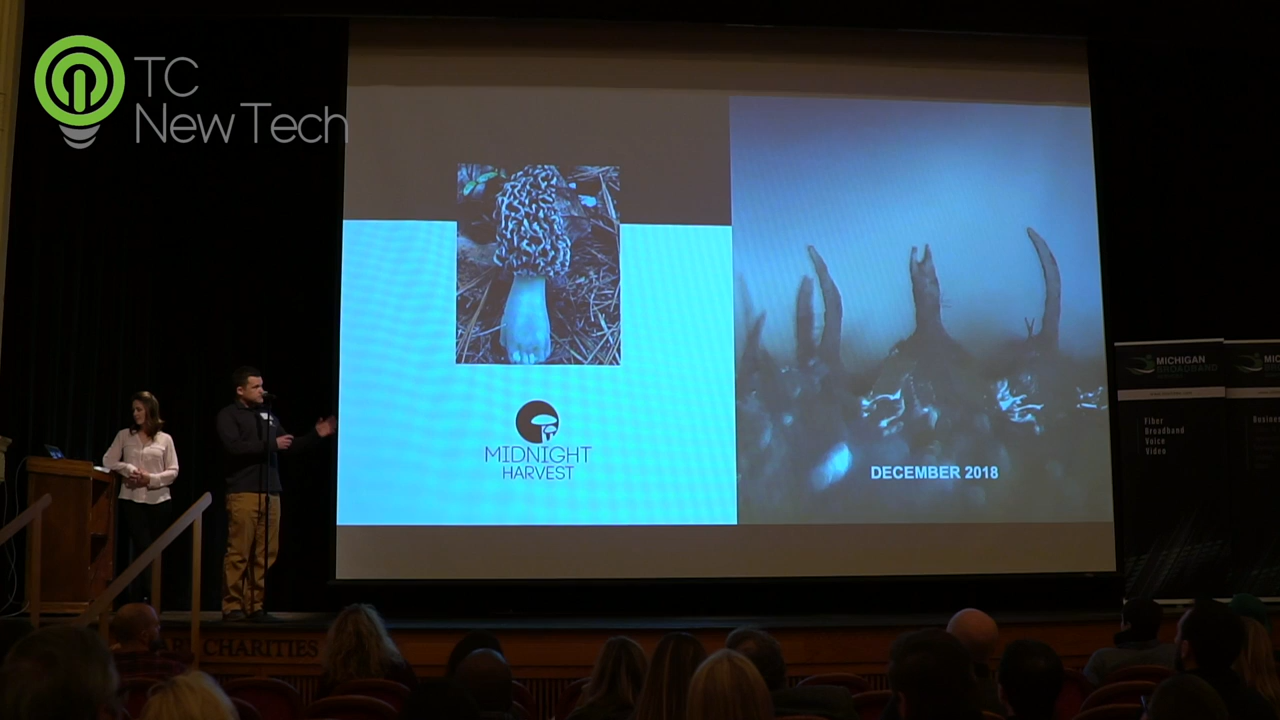 TC
New Tech
MIDNIGHT
HARVEST
DECEMBER 2018
MICHIGAN
BROADBAND
Fiber
Broadband
Voice
Video
CHARITIES